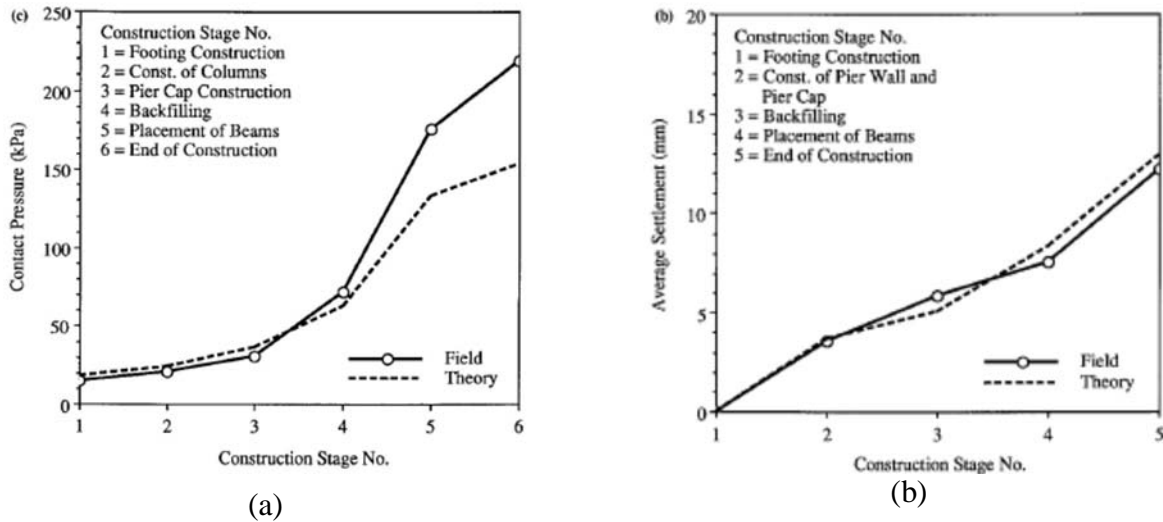 (c)
Construction Stage No.
1 = Footing Construction
2 = Const. of Columns
3 = Pier Cap Construction
4 = Backfilling
5 = Placement of Beams
6 = End of Construction
Contact Pressure (kPa)
250
200
150
100
50
0
Field
Theory
1 2 3 4 5 6
Construction Stage No.
(a)
(b)
Construction Stage No.
1 = Footing Construction
2 = Const. of Pier Wall and
Pier Cap
3 = Backfilling
4 = Placement of Beams
5 = End of Construction
Average Settlement (mm)
20
15
10
5
0
Field
Theory
1 2 3 4 5
Construction Stage No.
(b)